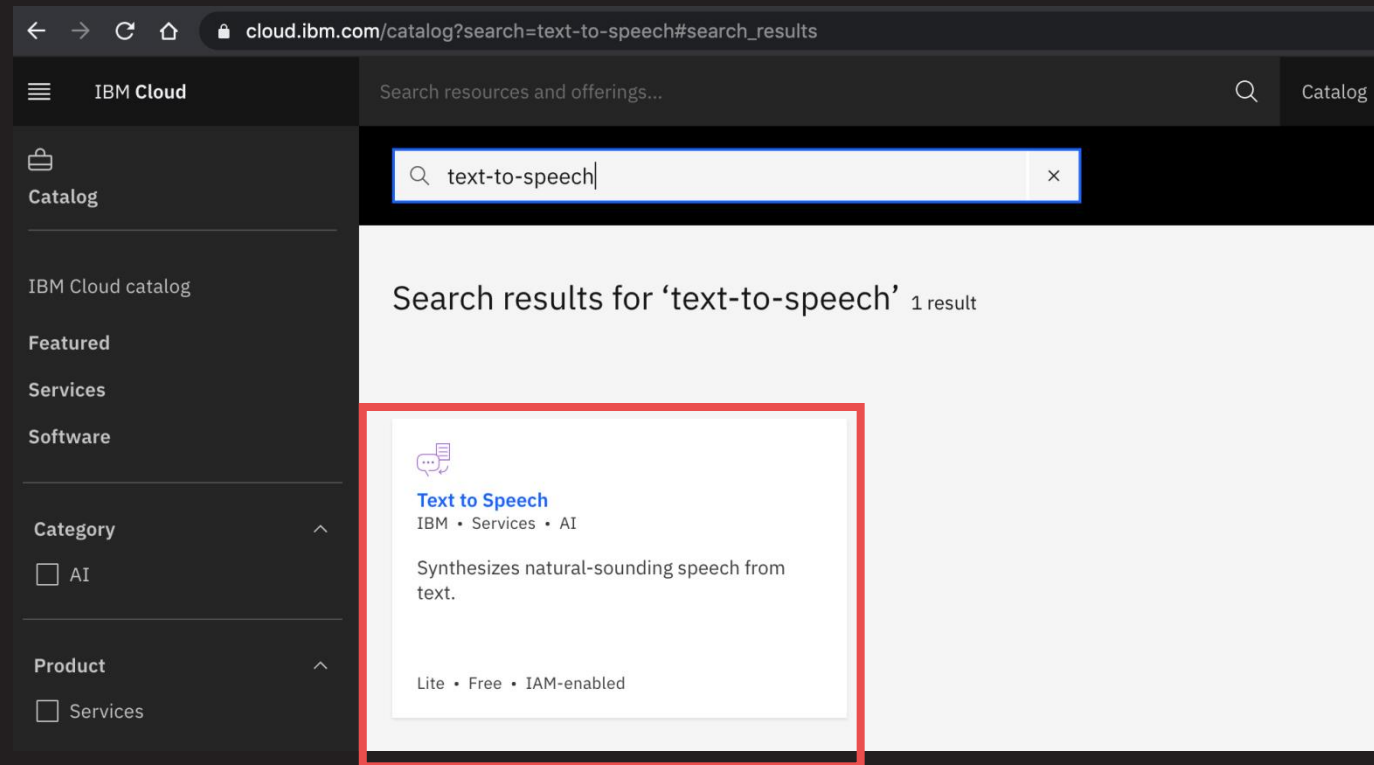 cloud.ibm.com/catalog?search=text-to-speech#search_results
IBM Cloud
Search resources and offerings...
Catalog
Catalog
text-to-speech
IBM Cloud catalog
Featured
Services
Software
Category
AI
Product
Services
Search results for ‘text-to-speech’ 1 result
Text to Speech
IBM • Services • AI
Synthesizes natural-sounding speech from
text.
Lite • Free • IAM-enabled